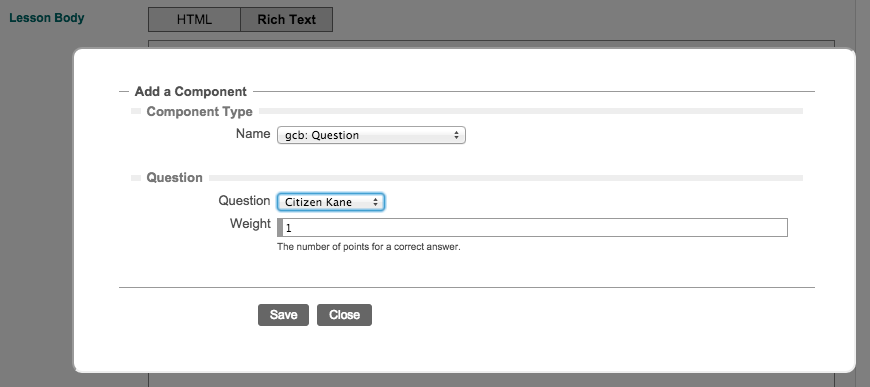 Lesson Body
HTML Rich Text
Add a Component
Component Type
Name gcb: Question
Question
Question Citizen Kane
Weight 1
The number of points for a correct answer.
Save Close